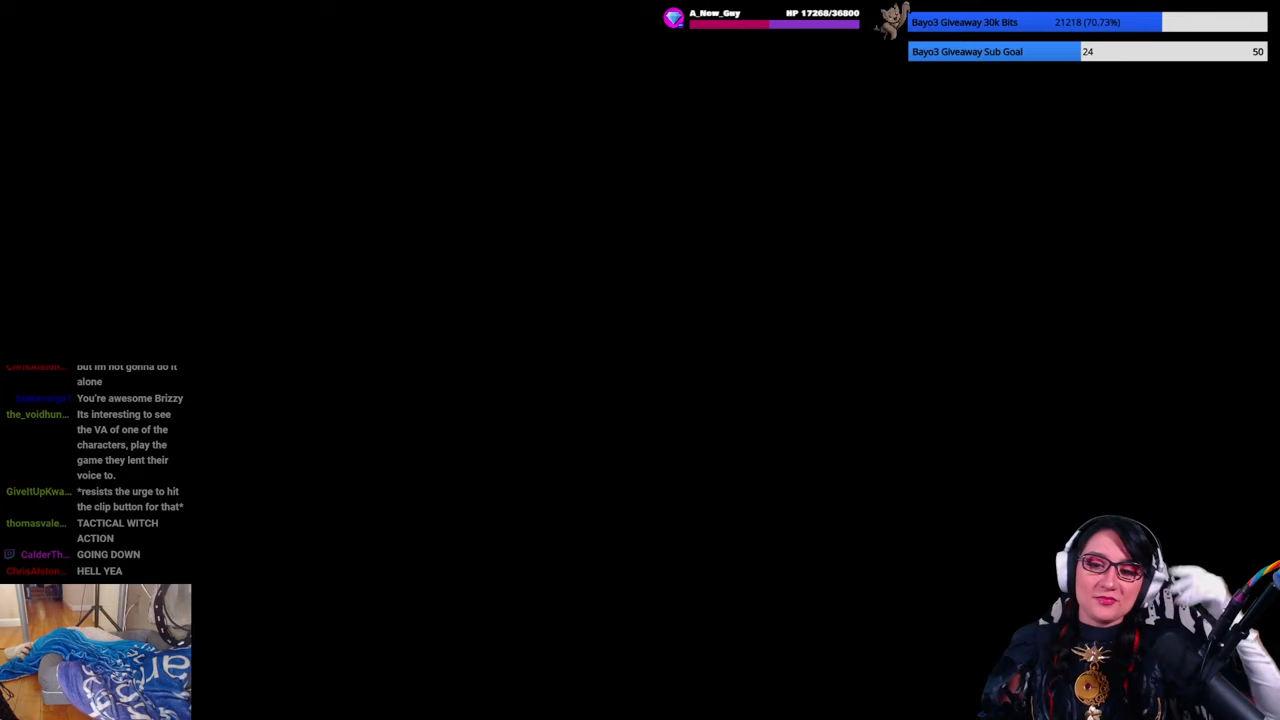 A_New_Guy HP 17268/36800
Bayo3 Giveaway 30k Bits 21218 (70.73%)
Bayo3 Giveaway Sub Goal 24 50
but im not gonna do it
alone
You're awesome Brizzy
the_voidhun... Its interesting to see
the VA of one of the
characters, play the
game they lent their
voice to.
GiveItUpKwa... *resists the urge to hit
the clip button for that*
thomasvale... TACTICAL WITCH
ACTION
CalderTh... GOING DOWN
ChrisAlston... HELL YEA